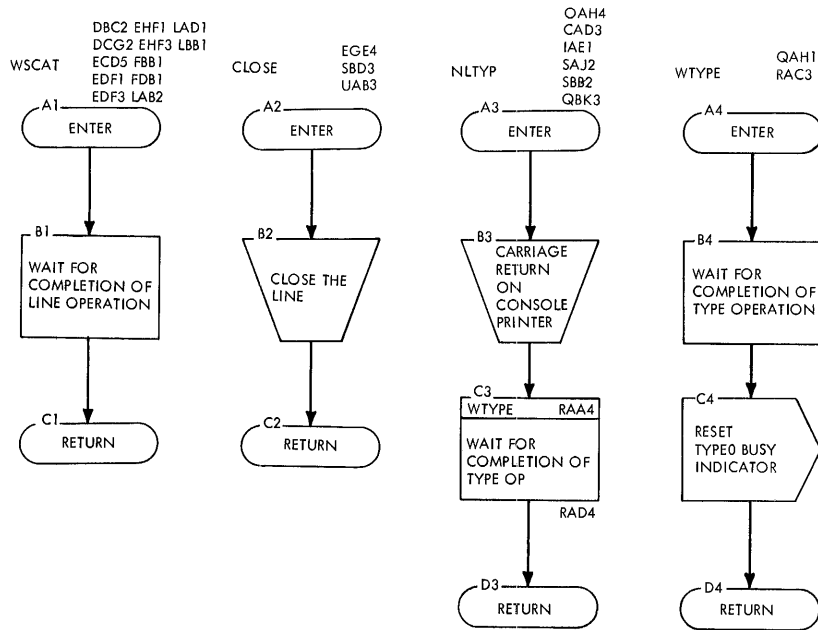 WSCAT
DBC2 EHF1 LAD1
DCG2 EHF3 LBB1
ECD5 FBB1
EDF1 FDB1
EDF3 LAB2
A1
ENTER
B1
WAIT FOR
COMPLETION OF
LINE OPERATION
C1
RETURN
CLOSE
EGE4
SBD3
UAB3
A2
ENTER
B2
CLOSE THE
LINE
C2
RETURN
NLTYP
OAH4
CAD3
IAE1
SAJ2
SBB2
QBK3
A3
ENTER
B3
CARRIAGE
RETURN
ON
CONSOLE
PRINTER
C3
WTYPE RAA4
WAIT FOR
COMPLETION OF
TYPE OP
RAD4
D3
RETURN
WTYPE
QAH1
RAC3
A4
ENTER
B4
WAIT FOR
COMPLETION OF
TYPE OPERATION
C4
RESET
TYPE0 BUSY
INDICATOR
D4
RETURN